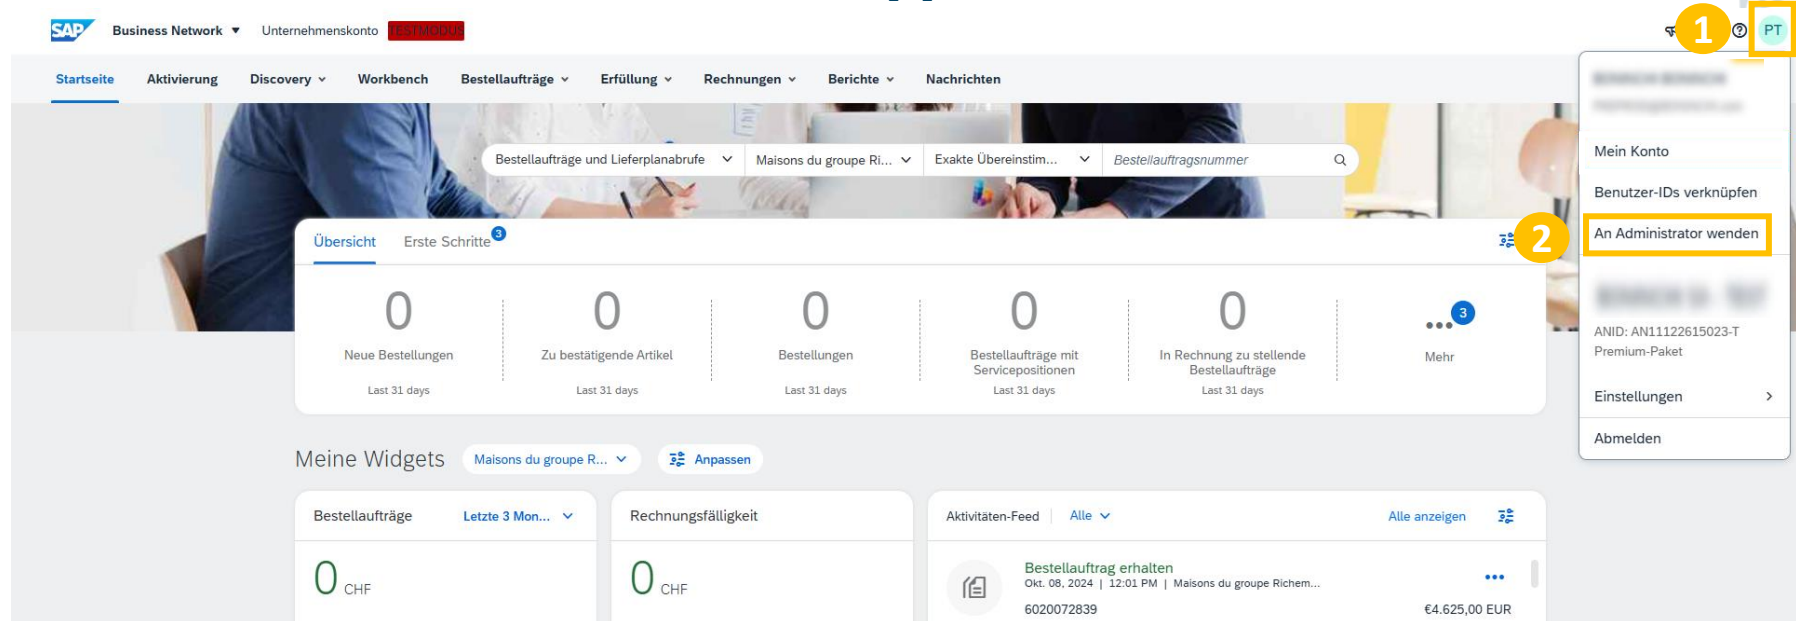 SAP Business Network Unternehmenskonto TESTMODUS 1 PT
Startseite Aktivierung Discovery Workbench Bestellaufträge Erfüllung Rechnungen Berichte Nachrichten
Bestellaufträge und Lieferplanabrufe Maisons du groupe Ri... Exakte Übereinstim... Bestellauftragsnummer
Mein Konto
Benutzer-IDs verknüpfen
2 An Administrator wenden
ANID: AN11122615023-T
Premium-Paket
Einstellungen
Abmelden
Übersicht Erste Schritte 3
0 0 0 0 0 ... 3
Neue Bestellungen Zu bestätigende Artikel Bestellungen Bestellaufträge mit In Rechnung zu stellende Mehr
Servicepositionen Bestellaufträge
Last 31 days Last 31 days Last 31 days Last 31 days Last 31 days
Meine Widgets Maisons du groupe R... Anpassen
Bestellaufträge Letzte 3 Mon... Rechnungsfälligkeit Aktivitäten-Feed Alle Alle anzeigen
0 CHF 0 CHF
Bestellauftrag erhalten
Okt. 08, 2024 | 12:01 PM | Maisons du groupe Richem...
6020072839 €4.625,00 EUR